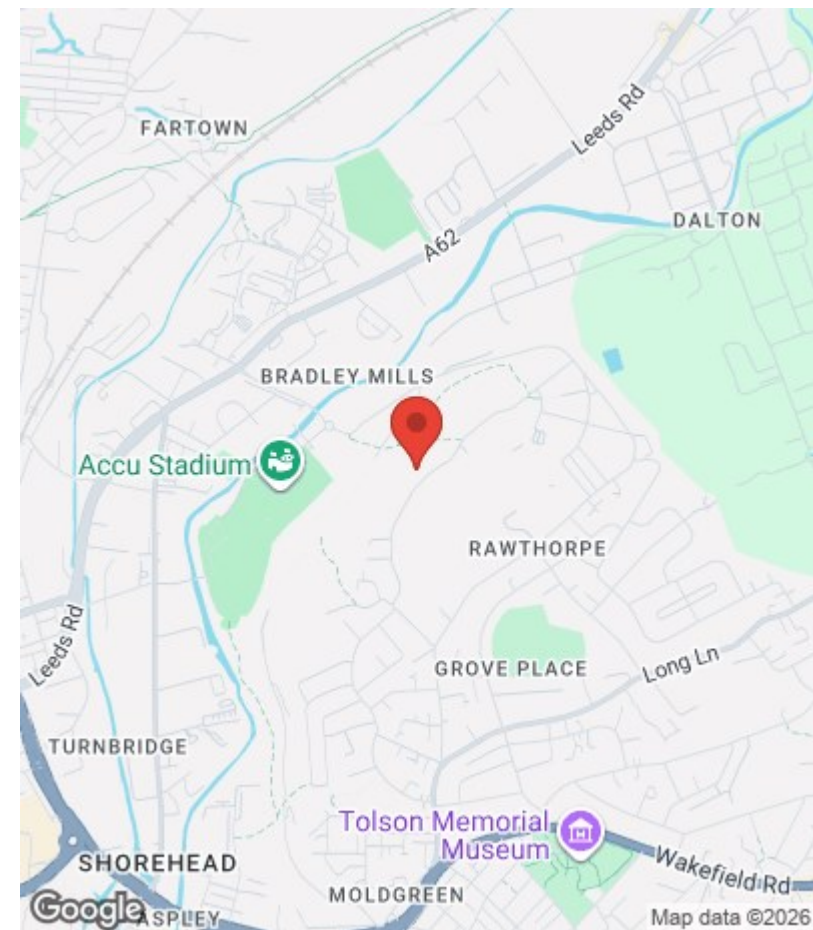 Leeds Rd
FARTOWN
DALTON
A62
BRADLEY MILLS
Accu Stadium
RAWTHORPE
Leeds Rd
GROVE PLACE
Long Ln
TURNBRIDGE
Tolson Memorial
Museum
SHOREHEAD
Wakefield Rd
MOLDGREEN
Google
ASPLEY
Map data ©2026